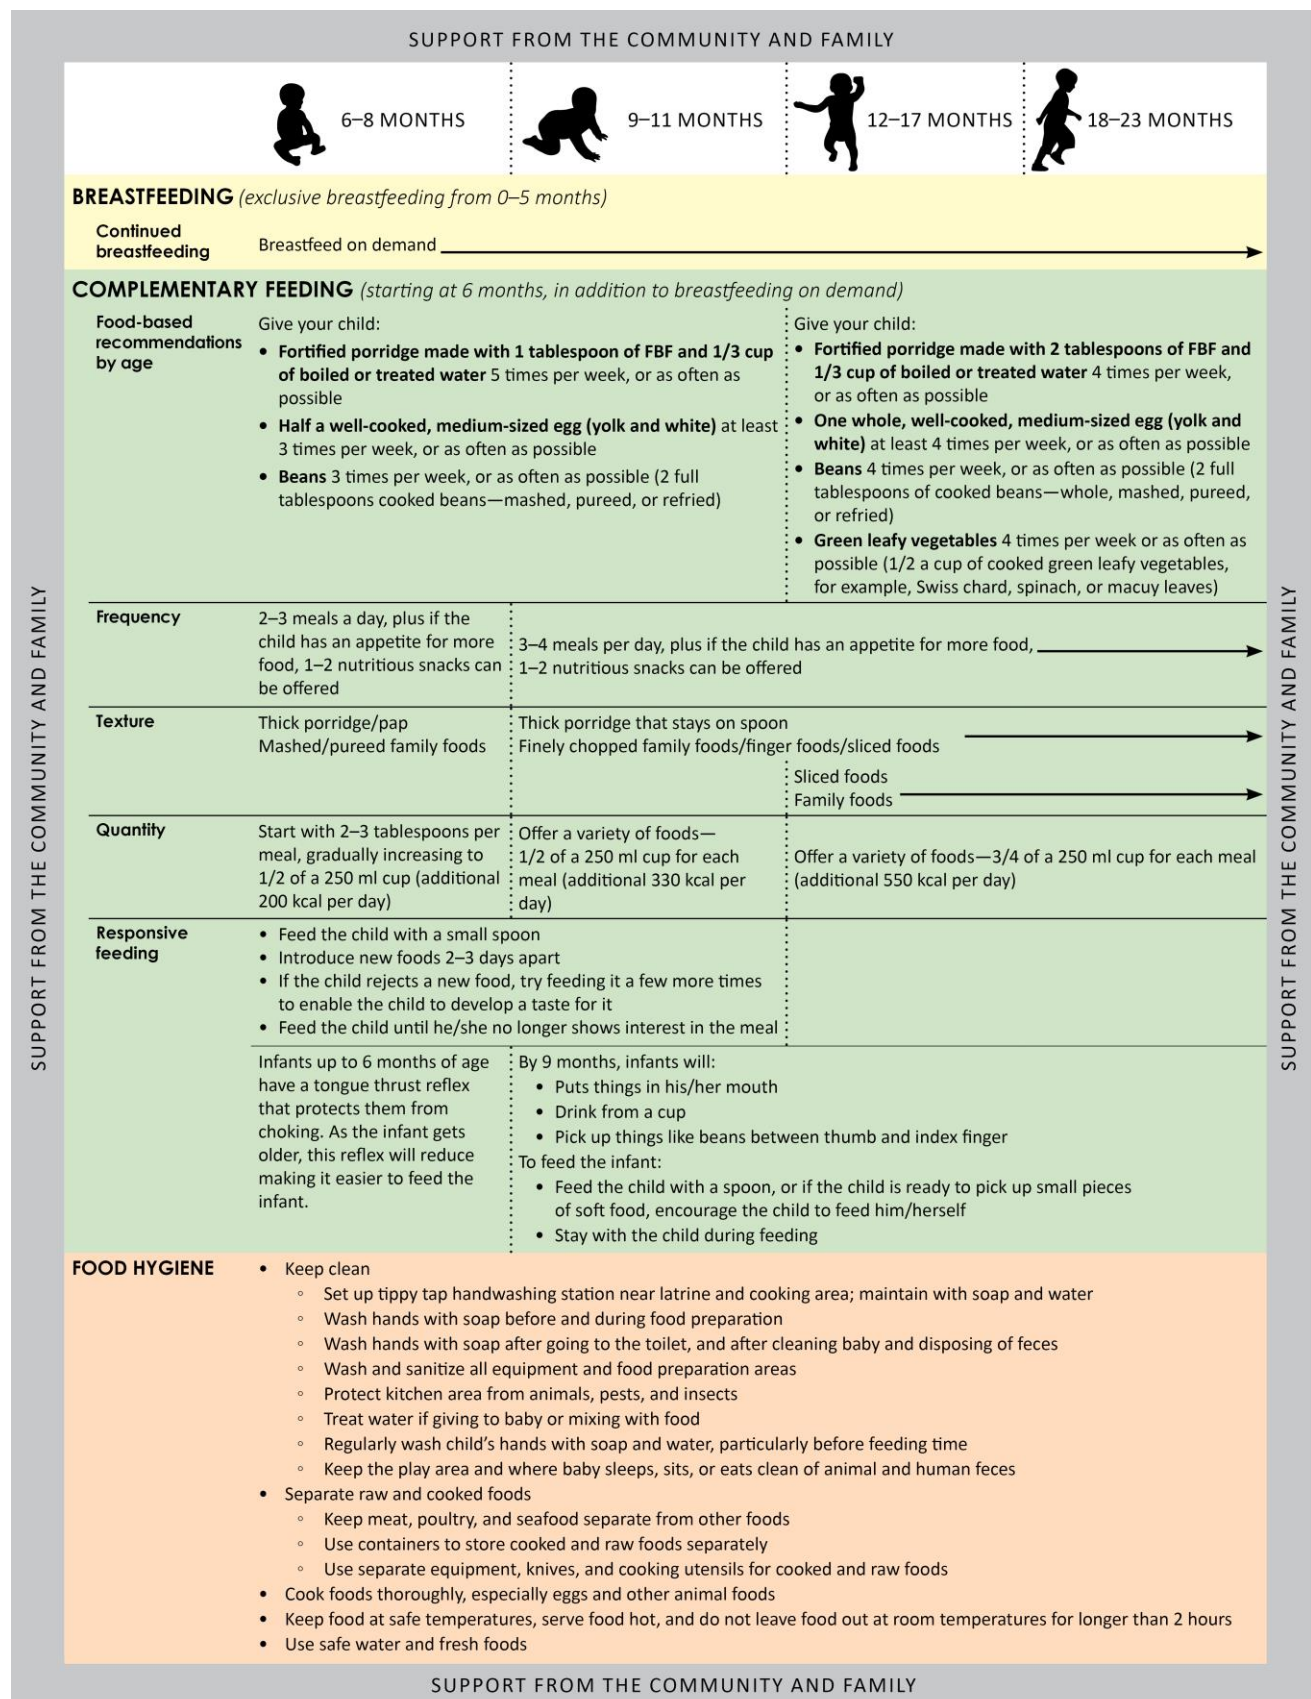 SUPPORT FROM THE COMMUNITY AND FAMILY
6–8 MONTHS
9–11 MONTHS
12–17 MONTHS
18–23 MONTHS
BREASTFEEDING (exclusive breastfeeding from 0–5 months)
Continued
breastfeeding
Breastfeed on demand
COMPLEMENTARY FEEDING (starting at 6 months, in addition to breastfeeding on demand)
Food-based
recommendations
by age
Give your child:
• Fortified porridge made with 1 tablespoon of FBF and 1/3 cup
of boiled or treated water 5 times per week, or as often as
possible
• Half a well-cooked, medium-sized egg (yolk and white) at least
3 times per week, or as often as possible
• Beans 3 times per week, or as often as possible (2 full
tablespoons cooked beans—mashed, pureed, or refried)
Give your child:
• Fortified porridge made with 2 tablespoons of FBF and
1/3 cup of boiled or treated water 4 times per week,
or as often as possible
• One whole, well-cooked, medium-sized egg (yolk and
white) at least 4 times per week, or as often as possible
• Beans 4 times per week, or as often as possible (2 full
tablespoons of cooked beans—whole, mashed, pureed,
or refried)
• Green leafy vegetables 4 times per week or as often as
possible (1/2 a cup of cooked green leafy vegetables,
for example, Swiss chard, spinach, or macuy leaves)
Frequency
2–3 meals a day, plus if the
child has an appetite for more
food, 1–2 nutritious snacks can
be offered
3–4 meals per day, plus if the child has an appetite for more food,
1–2 nutritious snacks can be offered
Texture
Thick porridge/pap
Mashed/pureed family foods
Thick porridge that stays on spoon
Finely chopped family foods/finger foods/sliced foods
Sliced foods
Family foods
Quantity
Start with 2–3 tablespoons per
meal, gradually increasing to
1/2 of a 250 ml cup (additional
200 kcal per day)
Offer a variety of foods—
1/2 of a 250 ml cup for each
meal (additional 330 kcal per
day)
Offer a variety of foods—3/4 of a 250 ml cup for each meal
(additional 550 kcal per day)
Responsive
feeding
• Feed the child with a small spoon
• Introduce new foods 2–3 days apart
• If the child rejects a new food, try feeding it a few more times
to enable the child to develop a taste for it
• Feed the child until he/she no longer shows interest in the meal
Infants up to 6 months of age
have a tongue thrust reflex
that protects them from
choking. As the infant gets
older, this reflex will reduce
making it easier to feed the
infant.
By 9 months, infants will:
• Puts things in his/her mouth
• Drink from a cup
• Pick up things like beans between thumb and index finger
To feed the infant:
• Feed the child with a spoon, or if the child is ready to pick up small pieces
of soft food, encourage the child to feed him/herself
• Stay with the child during feeding
FOOD HYGIENE
• Keep clean
◦ Set up tippy tap handwashing station near latrine and cooking area; maintain with soap and water
◦ Wash hands with soap before and during food preparation
◦ Wash hands with soap after going to the toilet, and after cleaning baby and disposing of feces
◦ Wash and sanitize all equipment and food preparation areas
◦ Protect kitchen area from animals, pests, and insects
◦ Treat water if giving to baby or mixing with food
◦ Regularly wash child’s hands with soap and water, particularly before feeding time
◦ Keep the play area and where baby sleeps, sits, or eats clean of animal and human feces
• Separate raw and cooked foods
◦ Keep meat, poultry, and seafood separate from other foods
◦ Use containers to store cooked and raw foods separately
◦ Use separate equipment, knives, and cooking utensils for cooked and raw foods
• Cook foods thoroughly, especially eggs and other animal foods
• Keep food at safe temperatures, serve food hot, and do not leave food out at room temperatures for longer than 2 hours
• Use safe water and fresh foods
SUPPORT FROM THE COMMUNITY AND FAMILY
SUPPORT FROM THE COMMUNITY AND FAMILY
SUPPORT FROM THE COMMUNITY AND FAMILY